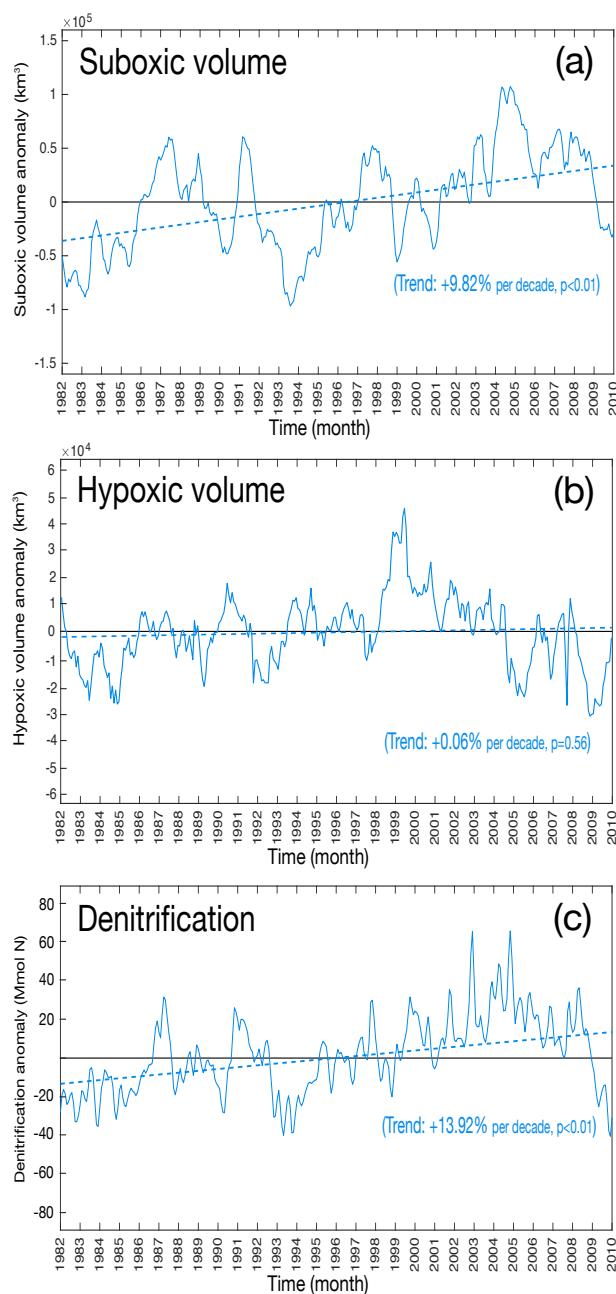 ×10⁵
Suboxic volume
(a)
Suboxic volume anomaly (km³)
1.5
1
0.5
0
-0.5
-1
-1.5
(Trend: +9.82% per decade, p<0.01)
1982 1983 1984 1985 1986 1987 1988 1989 1990 1991 1992 1993 1994 1995 1996 1997 1998 1999 2000 2001 2002 2003 2004 2005 2006 2007 2008 2009 2010
Time (month)
×10⁴
Hypoxic volume
(b)
Hypoxic volume anomaly (km³)
6
5
4
3
2
1
0
-1
-2
-3
-4
-5
-6
(Trend: +0.06% per decade, p=0.56)
1982 1983 1984 1985 1986 1987 1988 1989 1990 1991 1992 1993 1994 1995 1996 1997 1998 1999 2000 2001 2002 2003 2004 2005 2006 2007 2008 2009 2010
Time (month)
Denitrification
(c)
Denitrification anomaly (Mmol N)
80
60
40
20
0
-20
-40
-60
-80
(Trend: +13.92% per decade, p<0.01)
1982 1983 1984 1985 1986 1987 1988 1989 1990 1991 1992 1993 1994 1995 1996 1997 1998 1999 2000 2001 2002 2003 2004 2005 2006 2007 2008 2009 2010
Time (month)